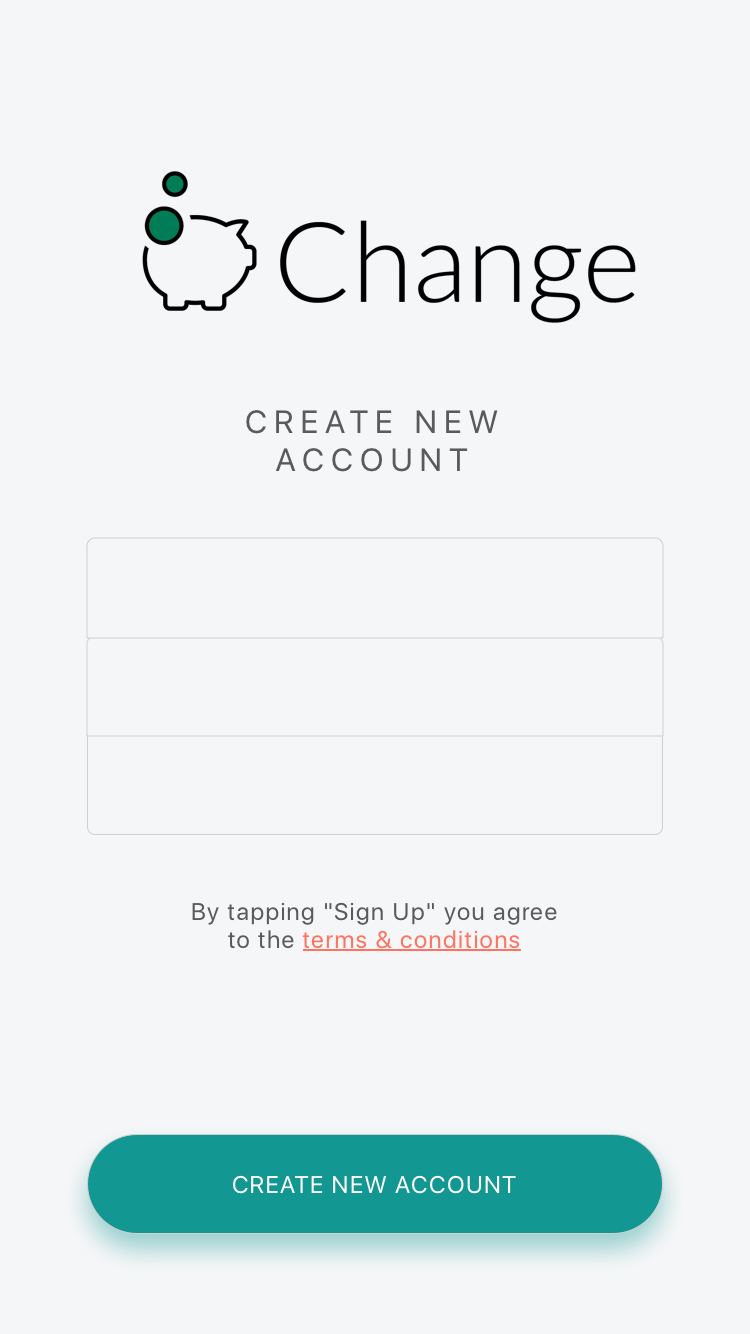 Change
CREATE NEW
ACCOUNT
By tapping "Sign Up" you agree
to the terms & conditions
CREATE NEW ACCOUNT